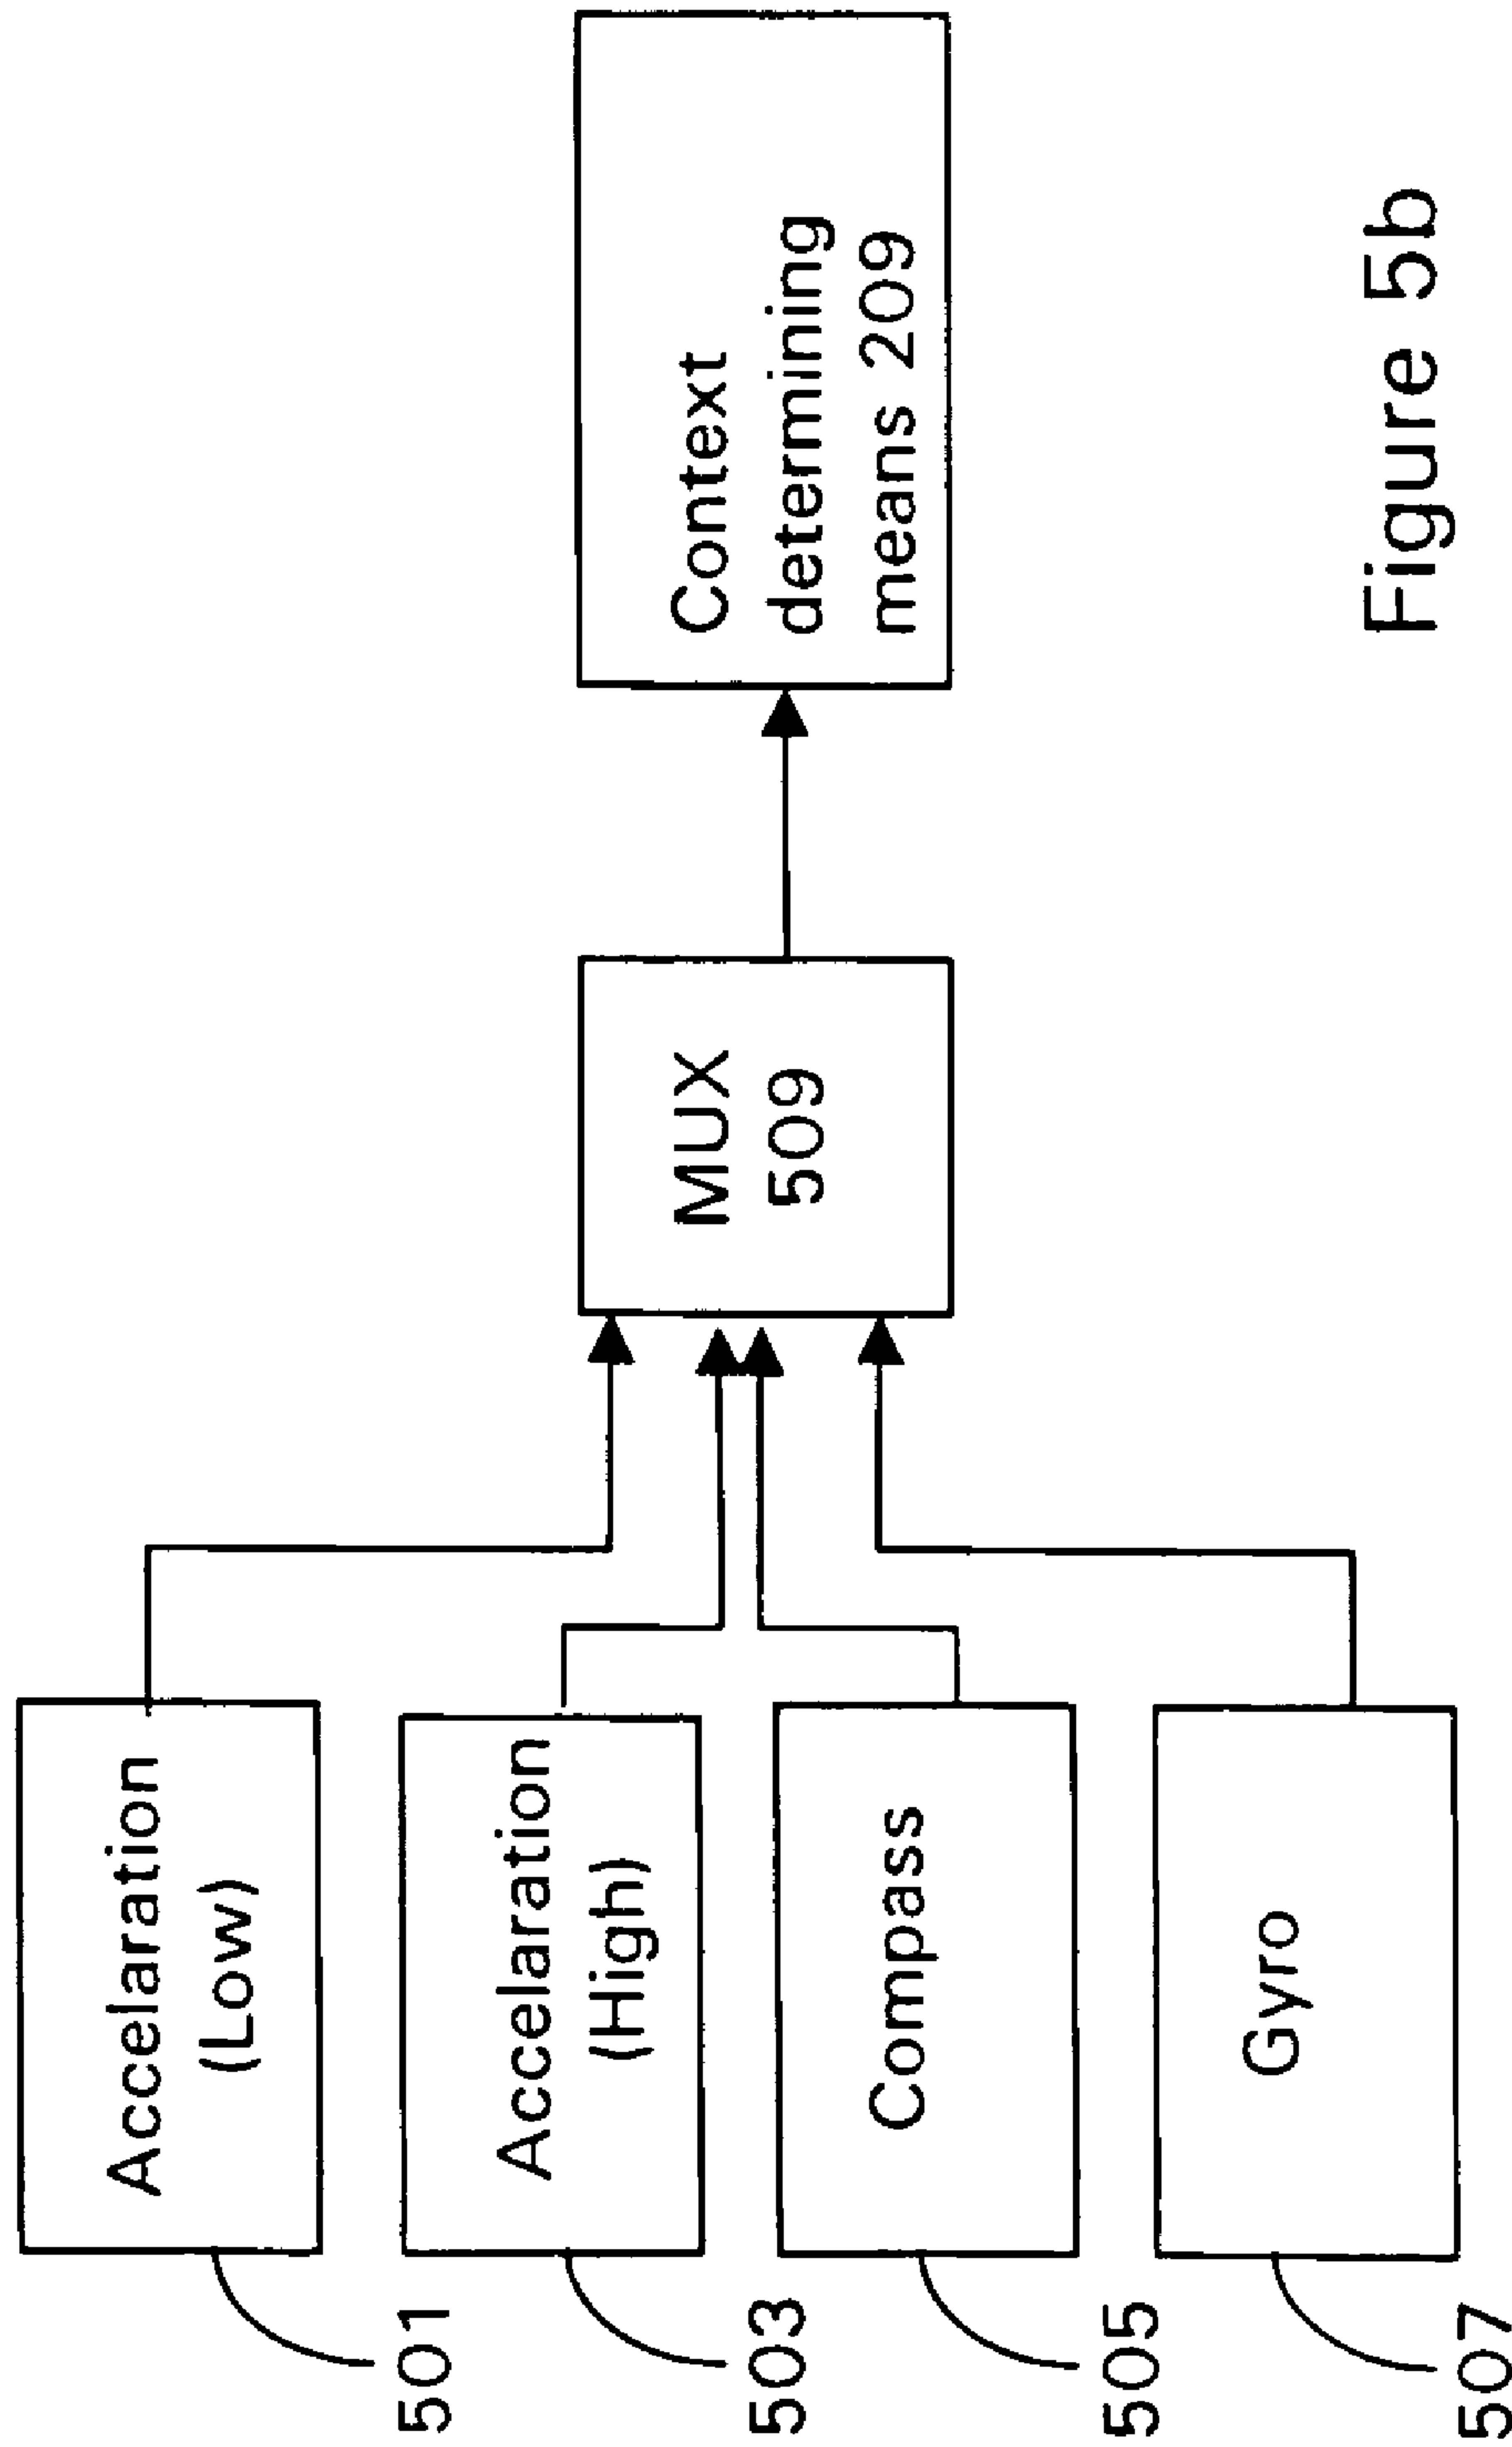 501
Accelaration
(Low)
503
Accelaration
(High)
505
Compass
507
Gyro
MUX
509
Context
determining
means 209
Figure 5b